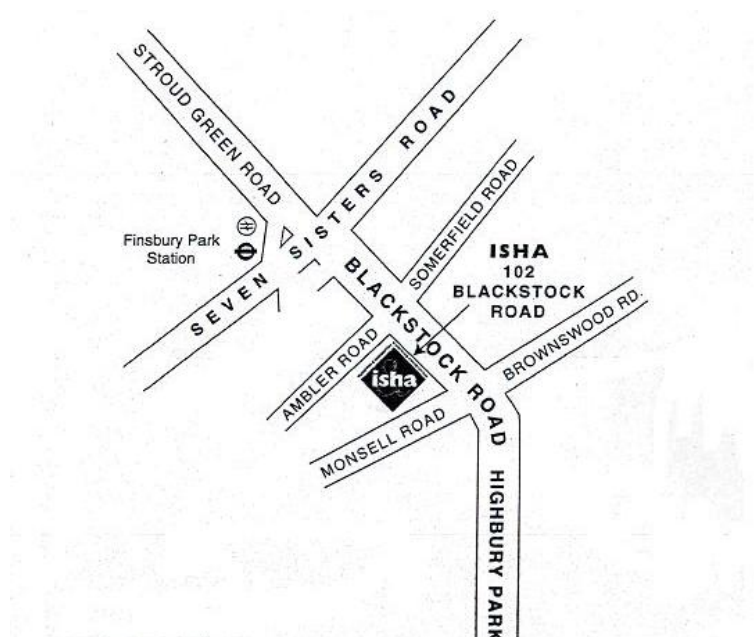 STROUD GREEN ROAD
SEVEN SISTERS ROAD
SOMERFIELD ROAD
Finsbury Park
Station
ISHA
102
BLACKSTOCK
ROAD
BLACKSTOCK ROAD
BROWNSWOOD RD.
AMBLER ROAD
isha
MONSELL ROAD
HIGHBURY PARK